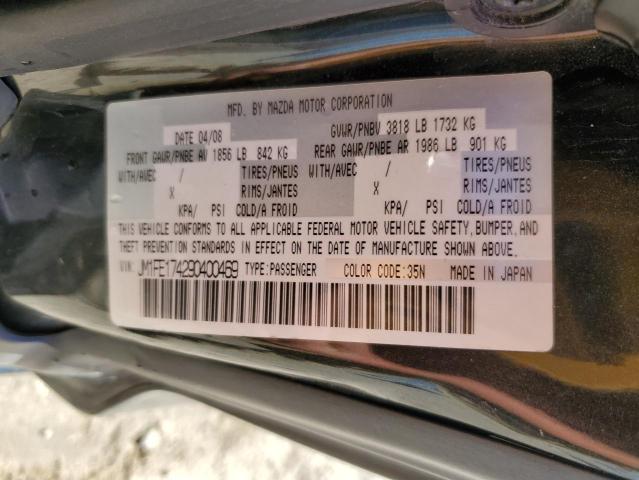 MFD. BY MAZDA MOTOR CORPORATION
DATE 04/08 GVWR/PNBV 3818 LB 1732 KG
FRONT GAWR/PNBE AV 1856 LB 842 KG REAR GAWR/PNBE AR 1986 LB 901 KG
WITH/AVEC / TIRES/PNEUS WITH/AVEC / TIRES/PNEUS
X RIMS/JANTES X RIMS/JANTES
KPA/ PSI COLD/A FROID KPA/ PSI COLD/A FROID
THIS VEHICLE CONFORMS TO ALL APPLICABLE FEDERAL MOTOR VEHICLE SAFETY, BUMPER, AND
THEFT PREVENTION STANDARDS IN EFFECT ON THE DATE OF MANUFACTURE SHOWN ABOVE.
VIN: JM1FE174290400469 TYPE:PASSENGER COLOR CODE:35N MADE IN JAPAN